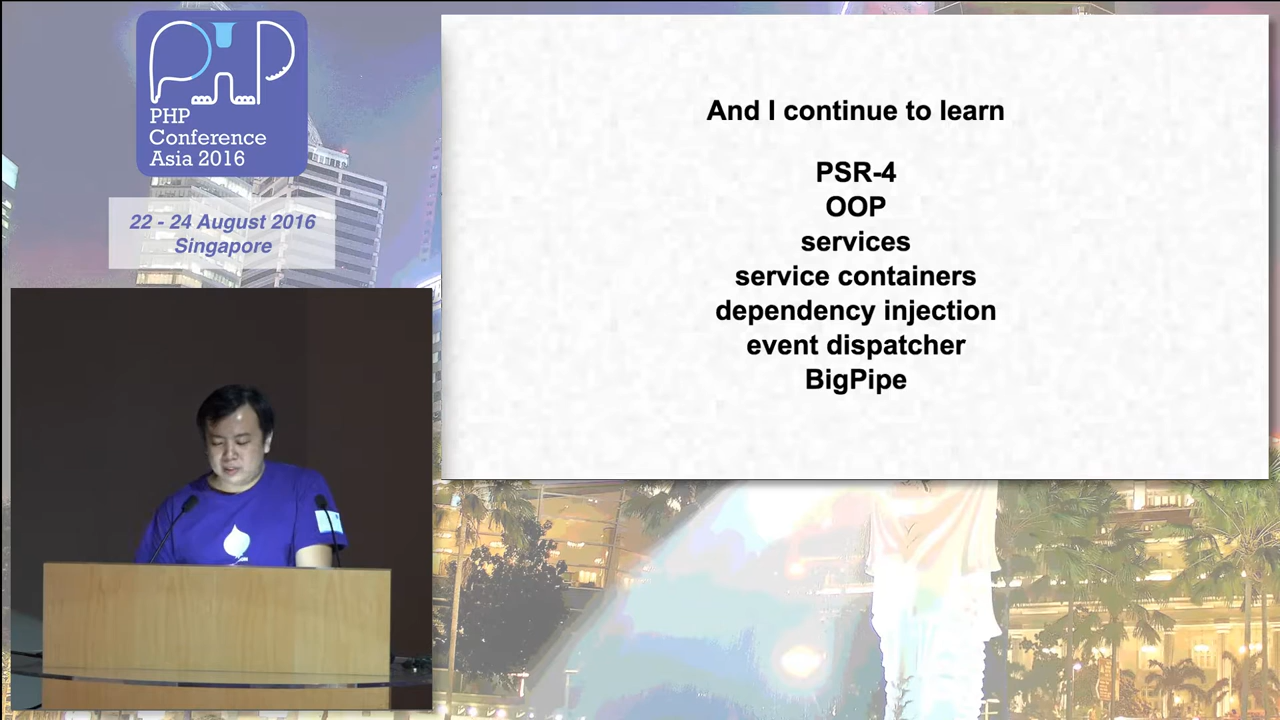 PHP
Conference
Asia 2016
22 - 24 August 2016
Singapore
And I continue to learn
PSR-4
OOP
services
service containers
dependency injection
event dispatcher
BigPipe